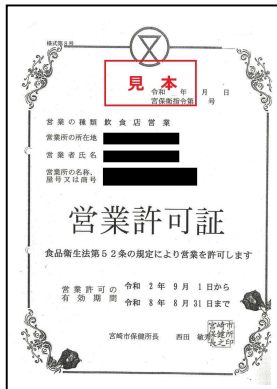 様式第8号
見本
令和　年　月　日
宮保衛指令第　号
営業の種類 飲食店営業
営業所の所在地
営業者氏名
営業所の名称、
屋号又は商号
営業許可証
食品衛生法第５２条の規定により営業を許可します
営業許可の 令和 2年 9月 1日から
有効期間 令和 8年 8月31日まで
宮崎市保健所長 西田 敏秀
宮崎市
保健所
長之印